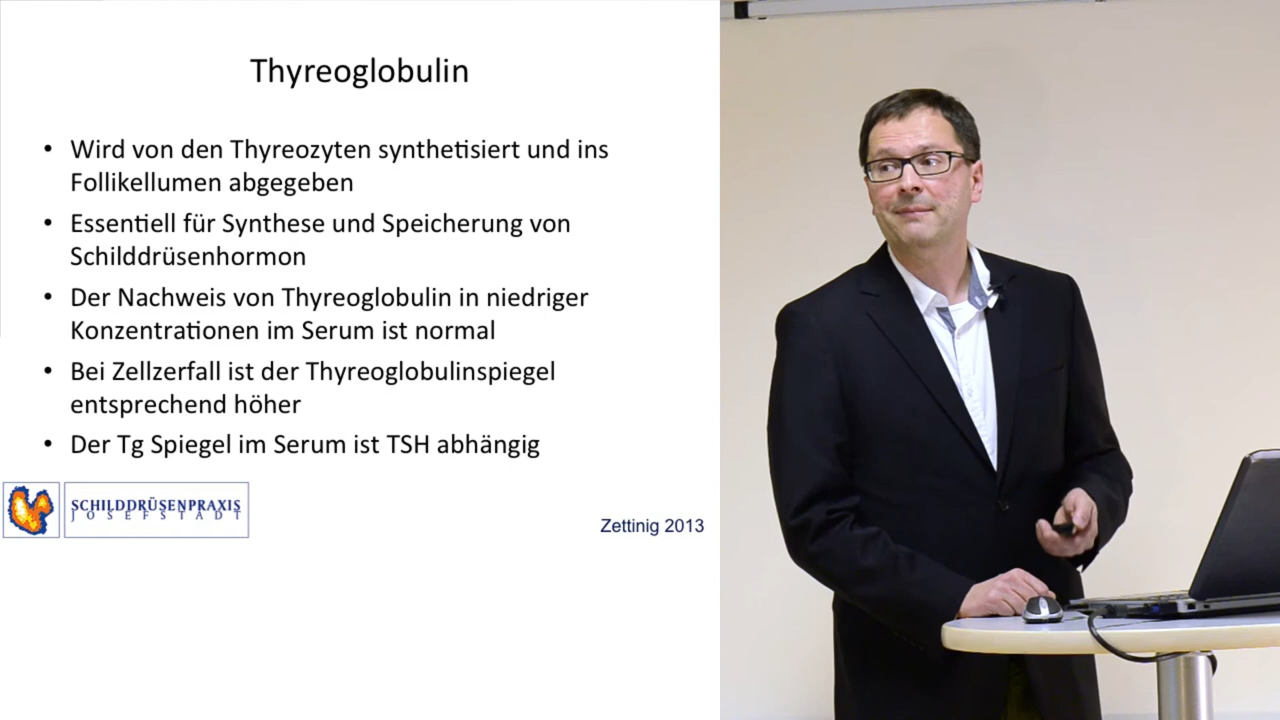 Thyreoglobulin
• Wird von den Thyreozyten synthetisiert und ins
Follikellumen abgegeben
• Essentiell für Synthese und Speicherung von
Schilddrüsenhormon
• Der Nachweis von Thyreoglobulin in niedriger
Konzentrationen im Serum ist normal
• Bei Zellzerfall ist der Thyreoglobulinspiegel
entsprechend höher
• Der Tg Spiegel im Serum ist TSH abhängig
SCHILDDRÜSENPRAXIS
JOSEFSTADT
Zettinig 2013